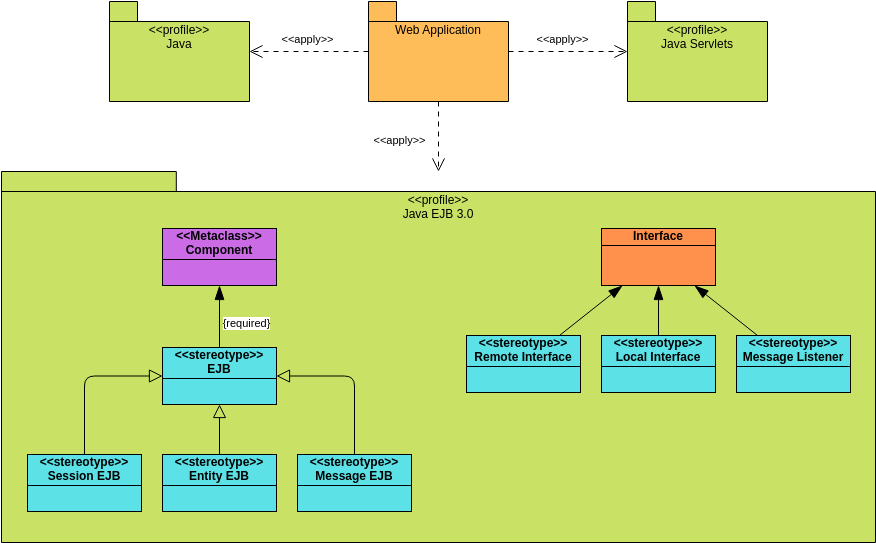 <<profile>>
Java
<<apply>>
Web Application
<<apply>>
<<profile>>
Java Servlets
<<apply>>
<<profile>>
Java EJB 3.0
<<Metaclass>>
Component
Interface
{required}
<<stereotype>>
EJB
<<stereotype>>
Remote Interface
<<stereotype>>
Local Interface
<<stereotype>>
Message Listener
<<stereotype>>
Session EJB
<<stereotype>>
Entity EJB
<<stereotype>>
Message EJB